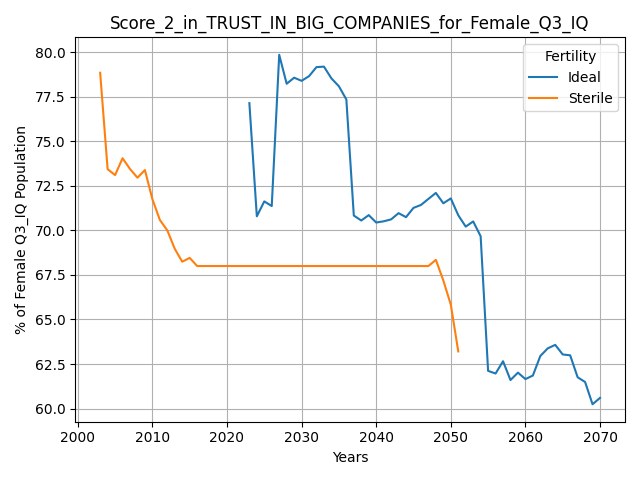 Score_2_in_TRUST_IN_BIG_COMPANIES_for_Female_Q3_IQ
Fertility
Ideal
Sterile
% of Female Q3_IQ Population
80.0
77.5
75.0
72.5
70.0
67.5
65.0
62.5
60.0
2000 2010 2020 2030 2040 2050 2060 2070
Years